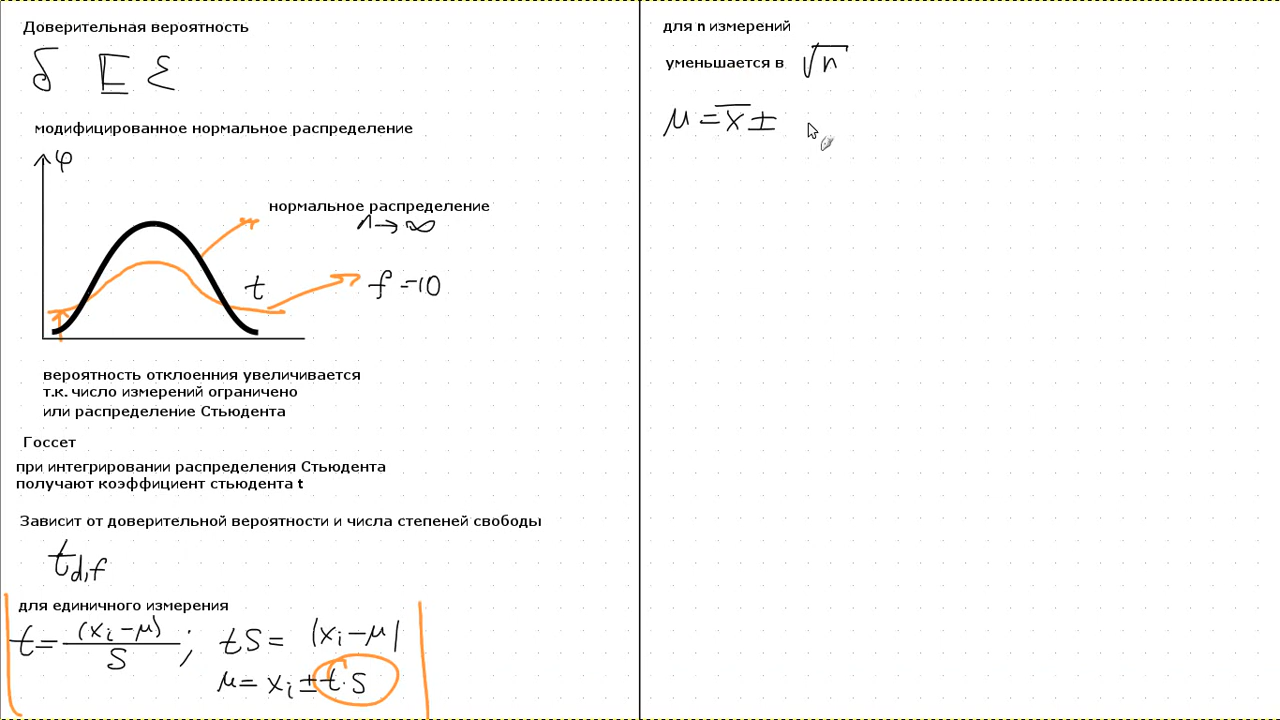 Доверительная вероятность
δ E ε
модифицированное нормальное распределение
φ
нормальное распределение
n → ∞
t
f = 10
вероятность отклоенния увеличивается
т.к. число измерений ограничено
или распределение Стьюдента
Госсет
при интегрировании распределения Стьюдента
получают коэффициент стьюдента t
Зависит от доверительной вероятности и числа степеней свободы
t d,f
для единичного измерения
t = (xi – μ) / S ; tS = |xi – μ|
μ = xi ± t · S
для n измерений
уменьшается в √n
μ = x̅ ±